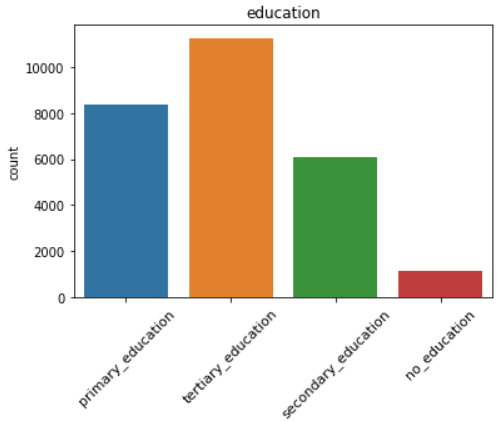 education
count
10000
8000
6000
4000
2000
0
primary_education
tertiary_education
secondary_education
no_education